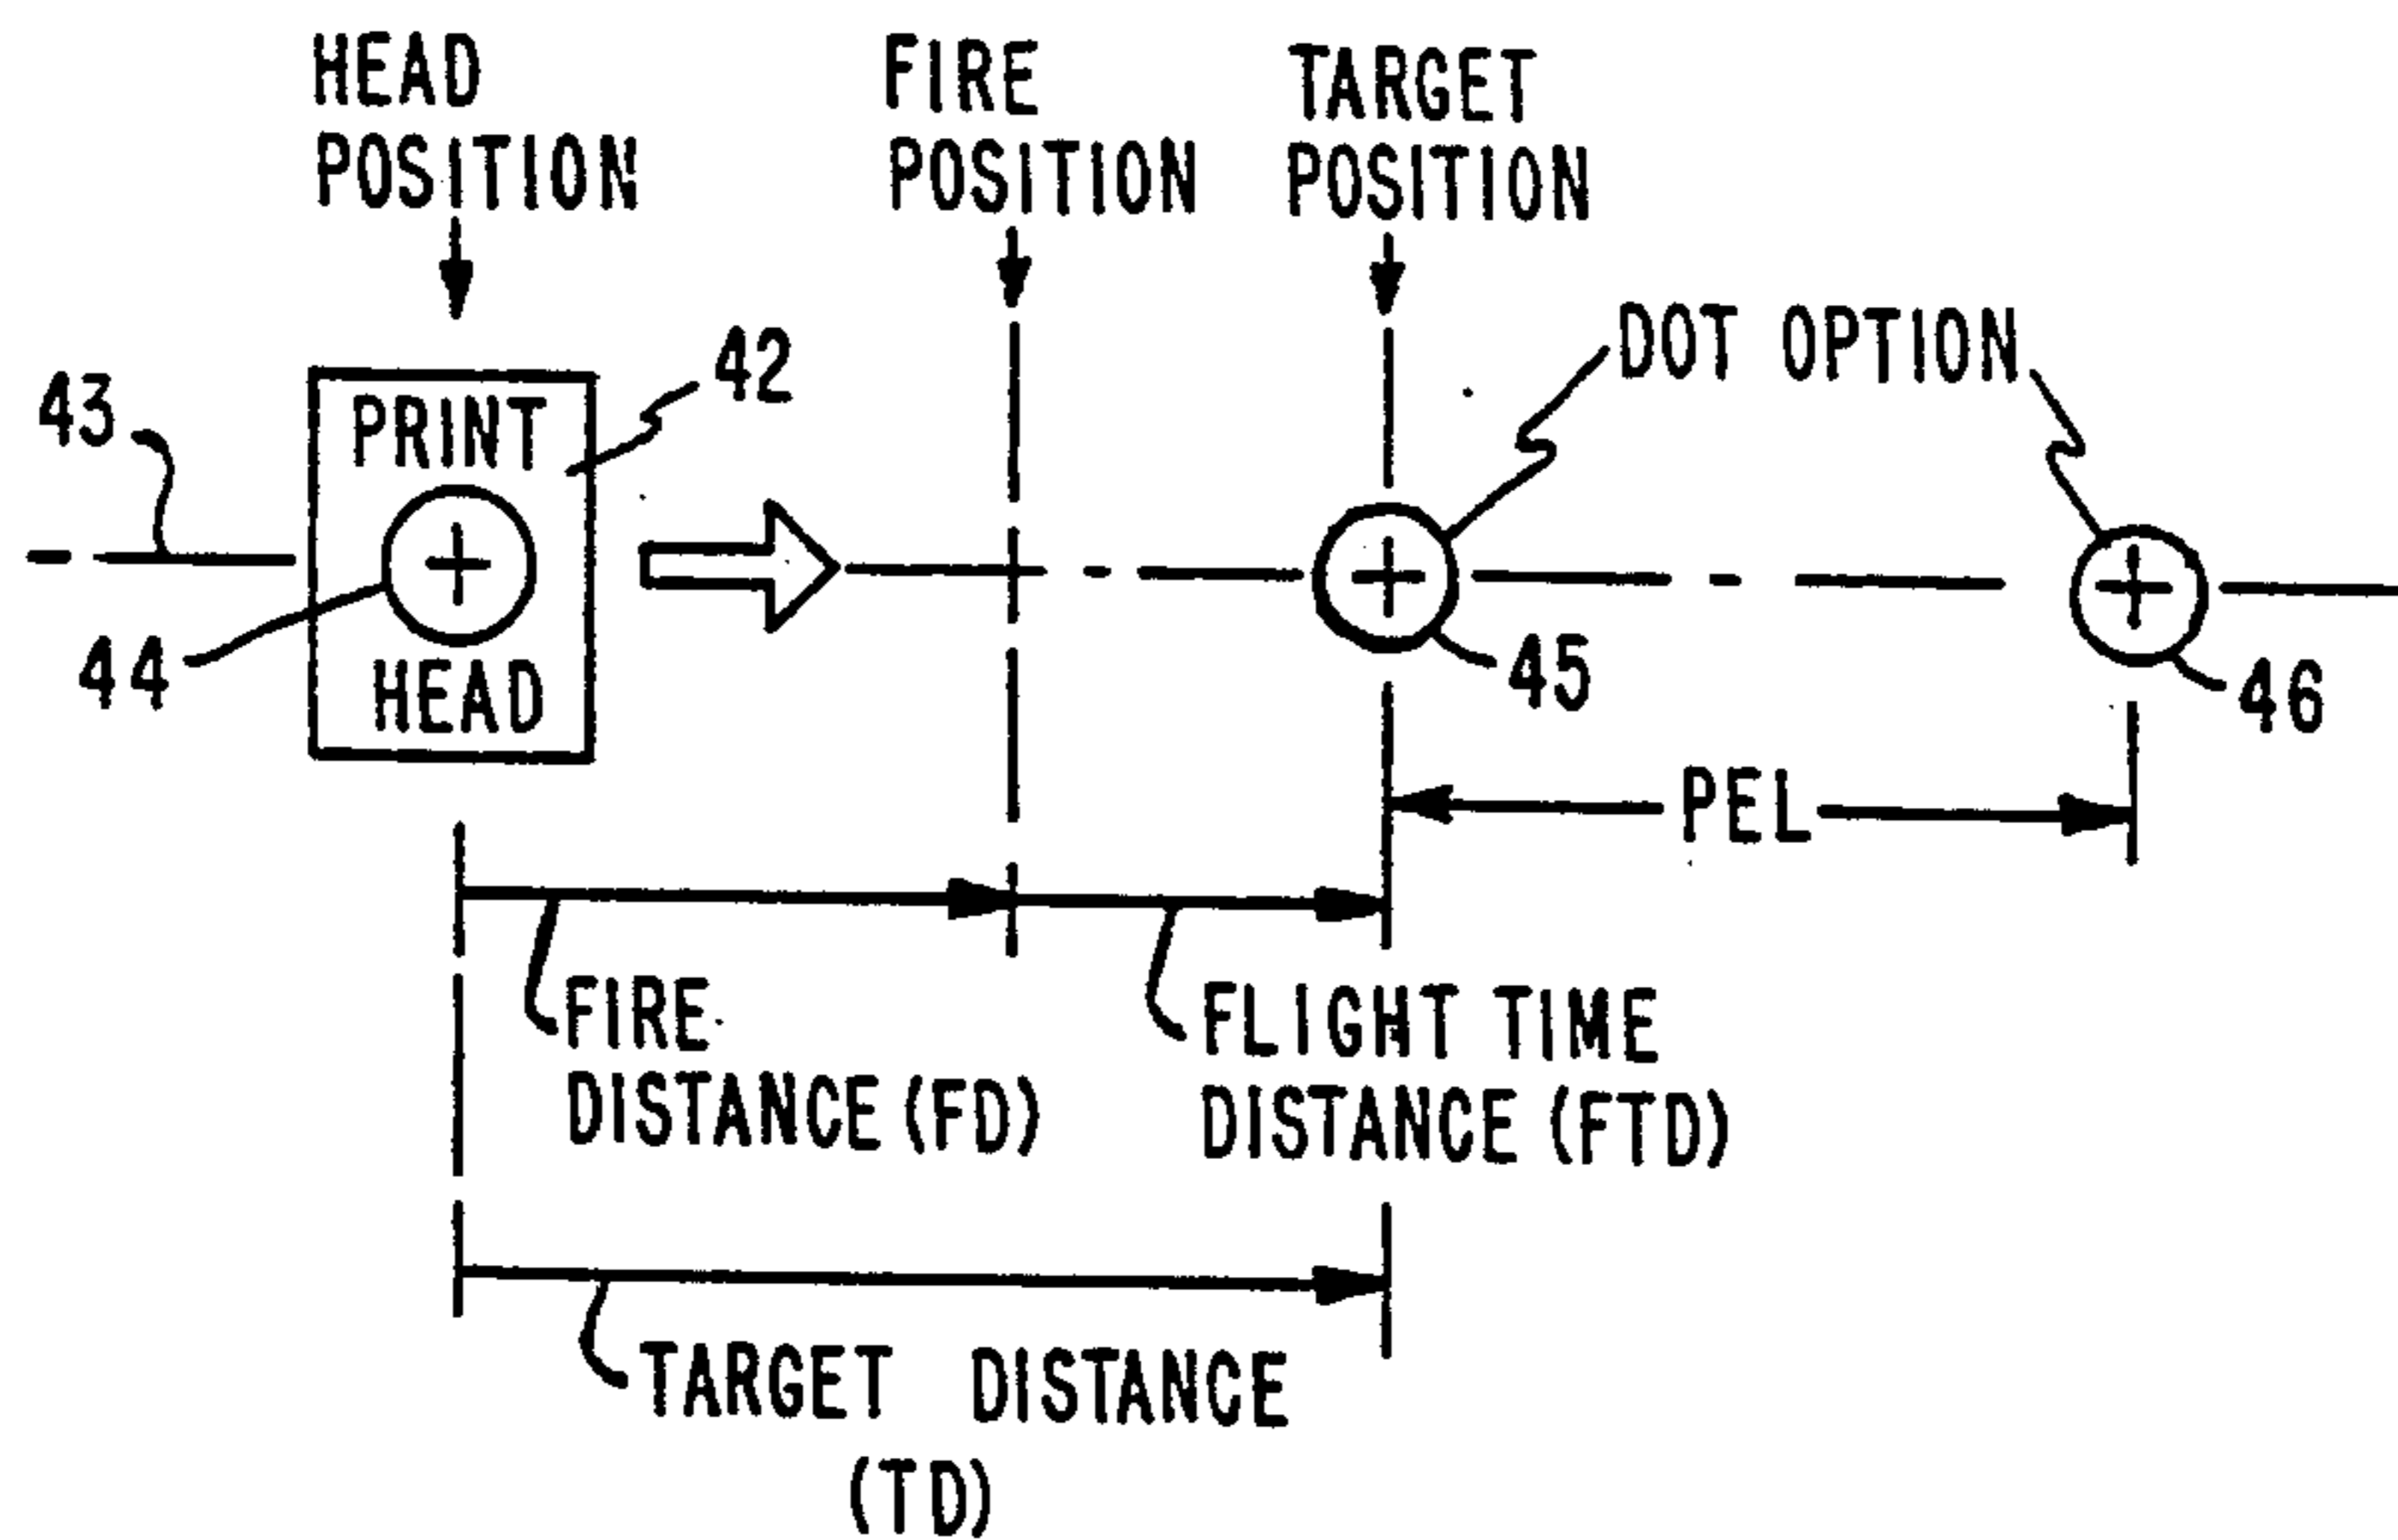 HEAD
POSITION
FIRE
POSITION
TARGET
POSITION
DOT OPTION
42
43
PRINT
HEAD
44
45
46
PEL
FIRE
DISTANCE (FD)
FLIGHT TIME
DISTANCE (FTD)
TARGET DISTANCE
(TD)